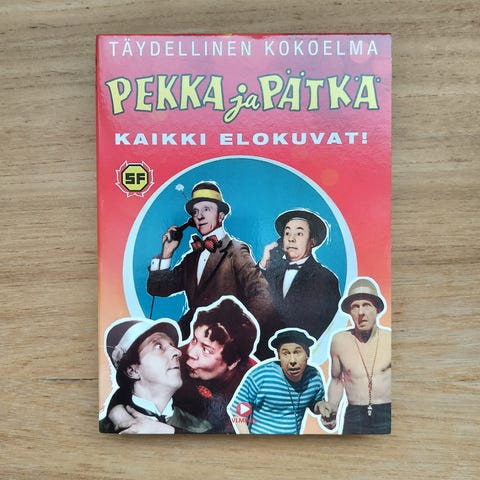 TÄYDELLINEN KOKOELMA
PEKKA ja PÄTKÄ
KAIKKI ELOKUVAT!
SF